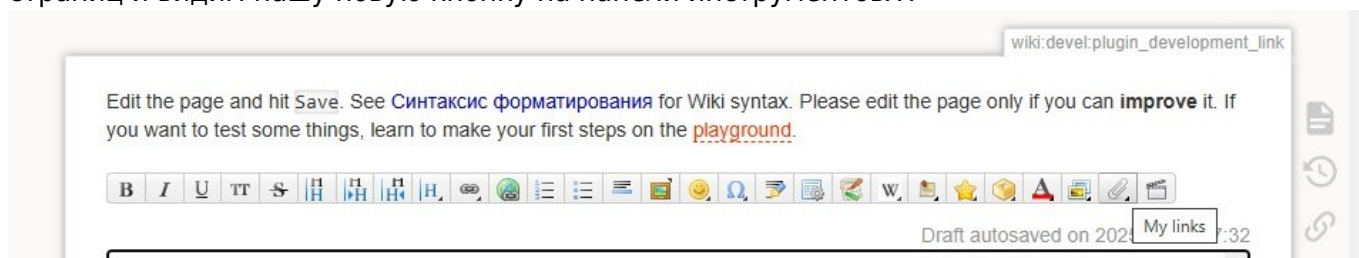 wiki:devel:plugin_development_link
Edit the page and hit Save. See Синтаксис форматирования for Wiki syntax. Please edit the page only if you can improve it. If
you want to test some things, learn to make your first steps on the playground.
B I U TT S H H H H W A
Draft autosaved on 202 7:32
My links